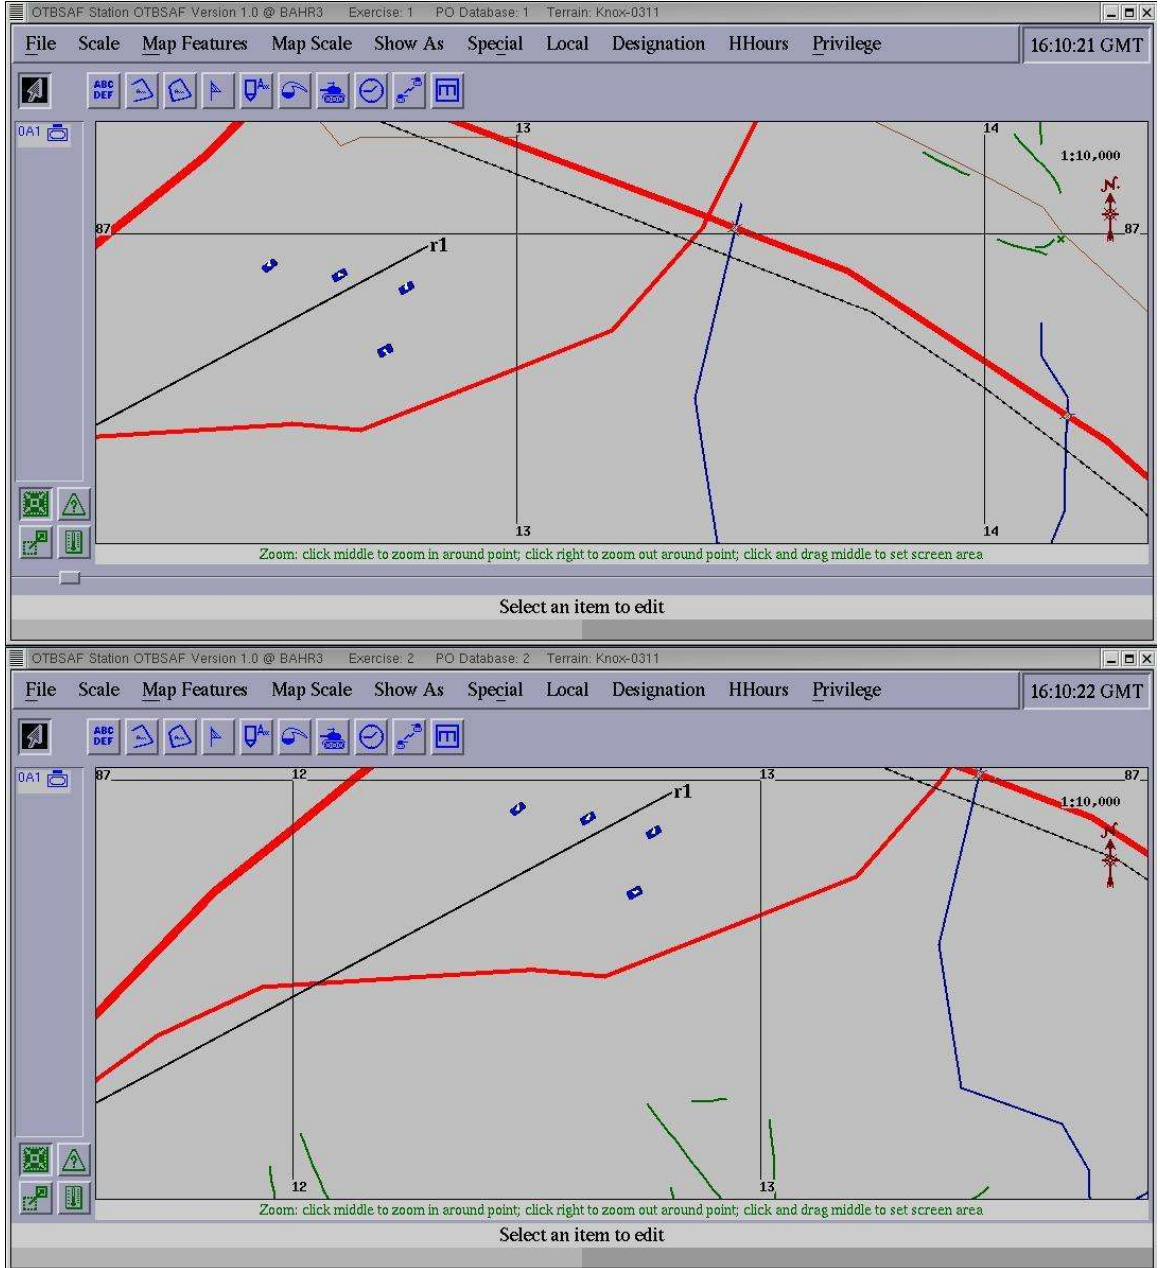 OTBSAF Station OTBSAF Version 1.0 @ BAHR3 Exercise: 1 PO Database: 1 Terrain: Knox-0311
File Scale Map Features Map Scale Show As Special Local Designation HHours Privilege 16:10:21 GMT
ABC
DEF
0A1
13 14
1:10,000
N
87 87
r1
13 14
Zoom: click middle to zoom in around point; click right to zoom out around point; click and drag middle to set screen area
Select an item to edit
OTBSAF Station OTBSAF Version 1.0 @ BAHR3 Exercise: 2 PO Database: 2 Terrain: Knox-0311
File Scale Map Features Map Scale Show As Special Local Designation HHours Privilege 16:10:22 GMT
ABC
DEF
0A1
87 12 13 87
r1
1:10,000
N
12 13
Zoom: click middle to zoom in around point; click right to zoom out around point; click and drag middle to set screen area
Select an item to edit